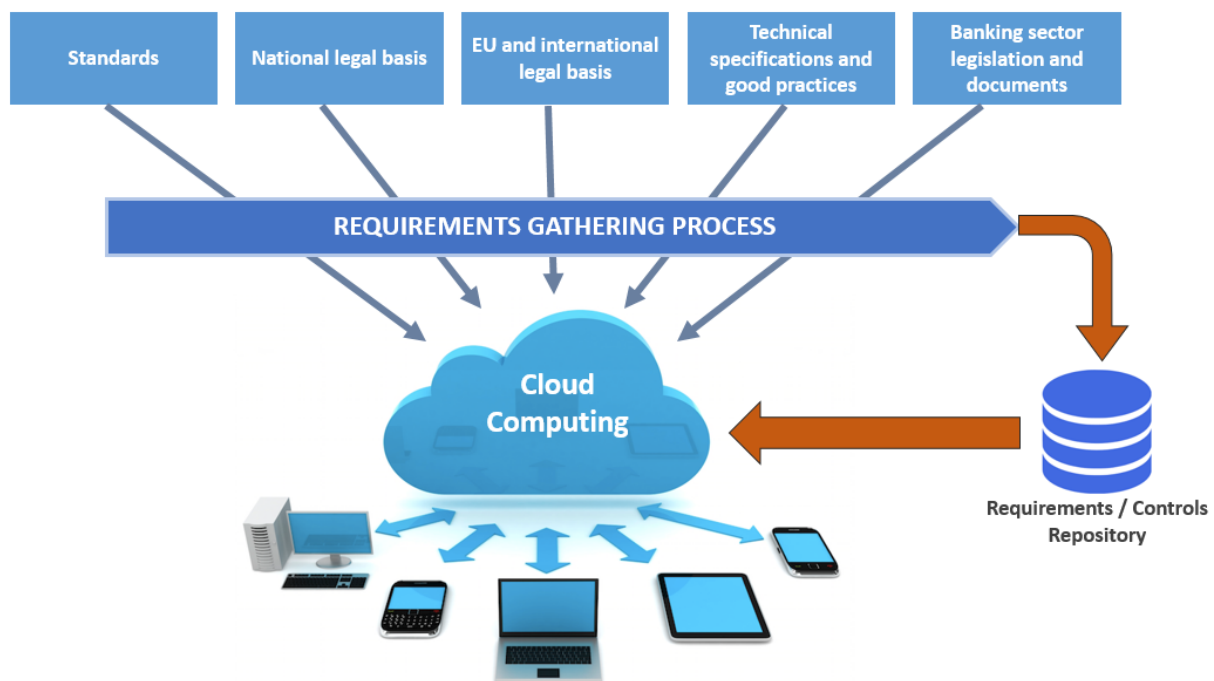 Standards
National legal basis
EU and international
legal basis
Technical
specifications and
good practices
Banking sector
legislation and
documents
REQUIREMENTS GATHERING PROCESS
Cloud
Computing
Requirements / Controls
Repository